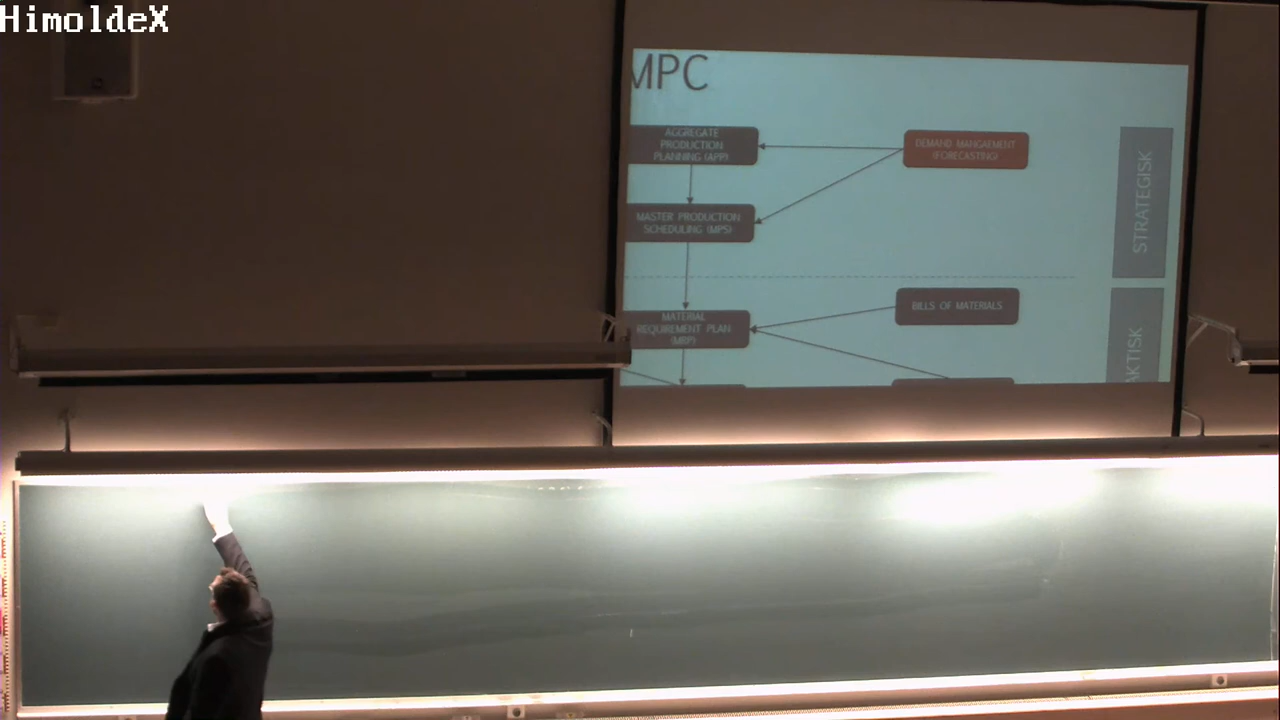 HimoldeX
MPC
AGGREGATE
PRODUCTION
PLANNING (APP)
DEMAND MANGAEMENT
(FORECASTING)
STRATEGISK
MASTER PRODUCTION
SCHEDULING (MPS)
MATERIAL
REQUIREMENT PLAN
(MRP)
BILLS OF MATERIALS
AKTISK